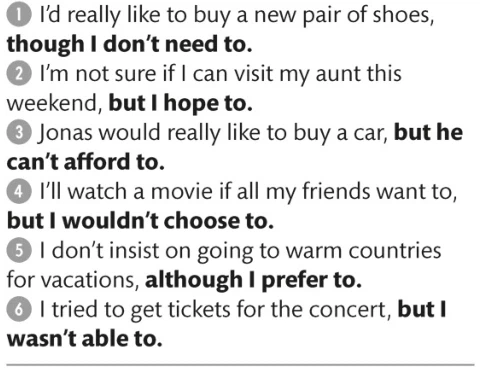 1 I'd really like to buy a new pair of shoes,
though I don't need to.
2 I'm not sure if I can visit my aunt this
weekend, but I hope to.
3 Jonas would really like to buy a car, but he
can't afford to.
4 I'll watch a movie if all my friends want to,
but I wouldn't choose to.
5 I don't insist on going to warm countries
for vacations, although I prefer to.
6 I tried to get tickets for the concert, but I
wasn't able to.